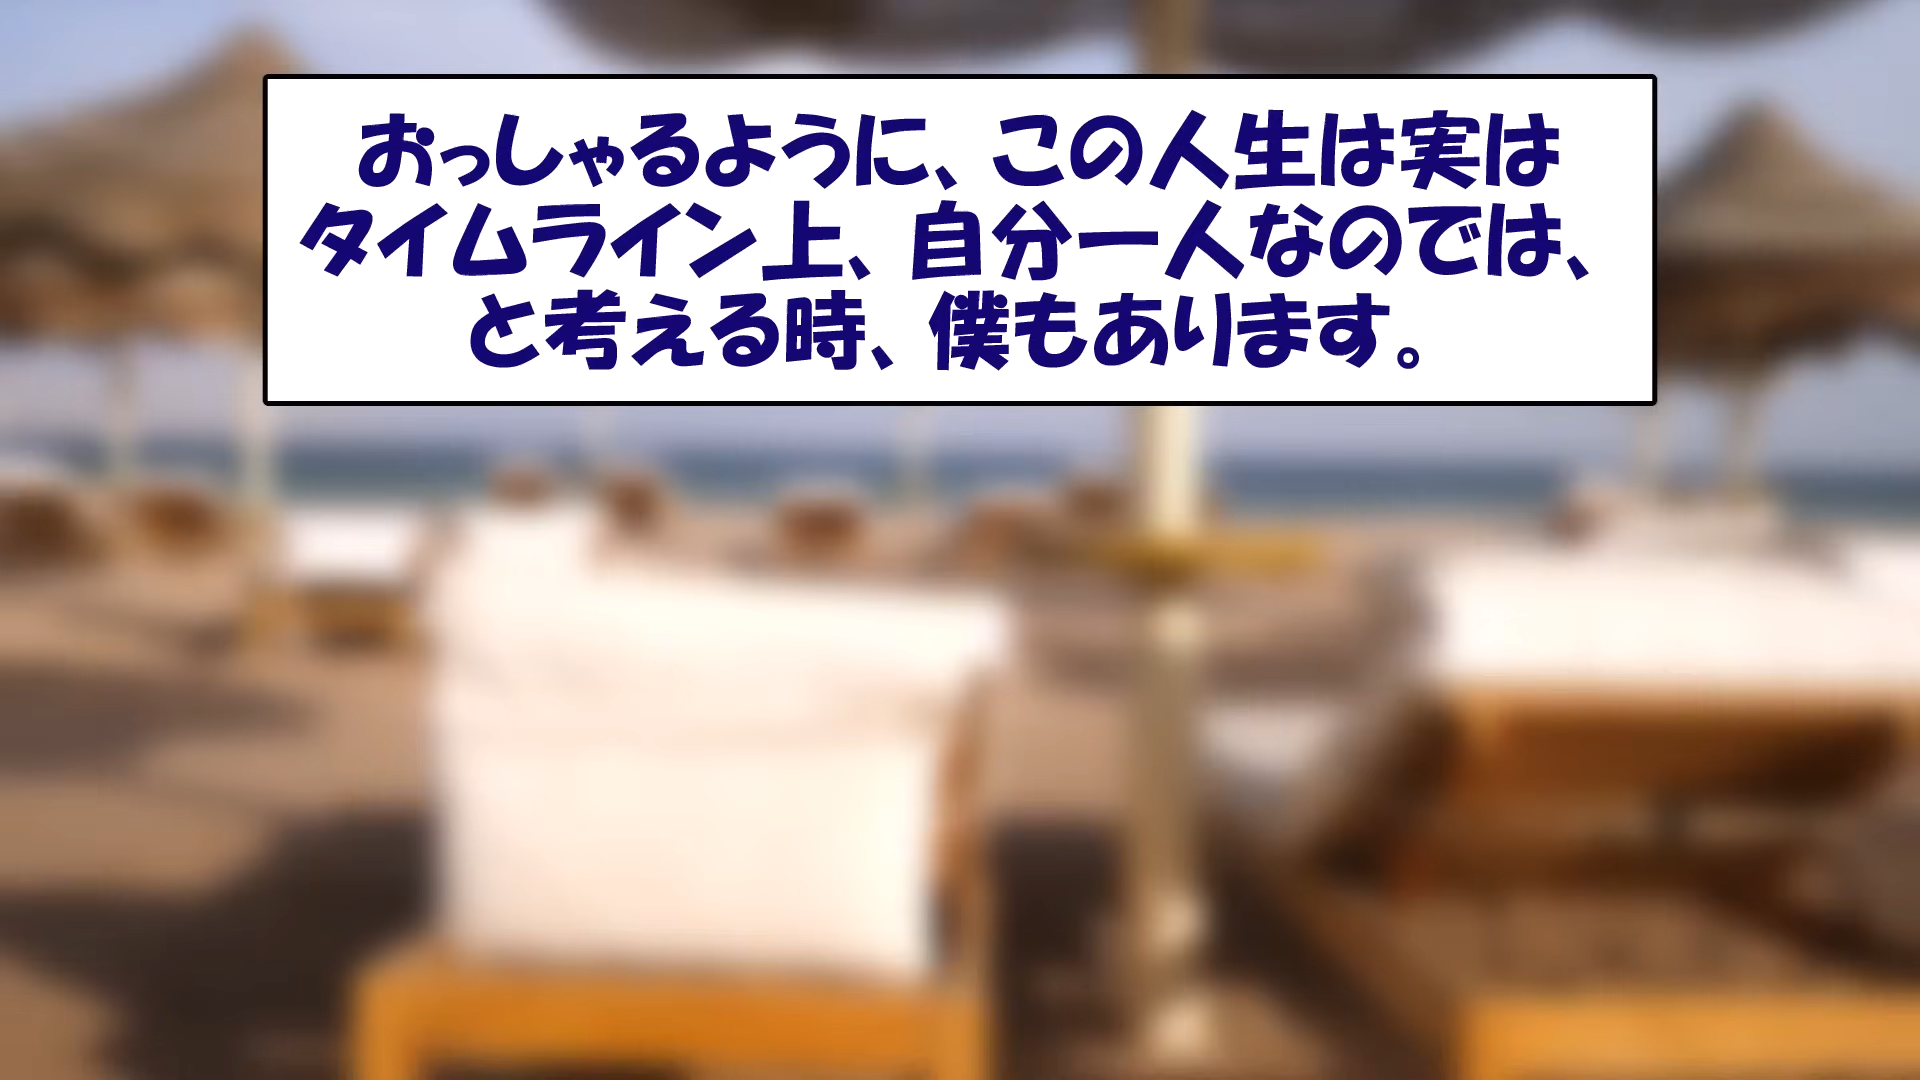 おっしゃるように、この人生は実は
タイムライン上、自分一人なのでは、
と考える時、僕もあります。